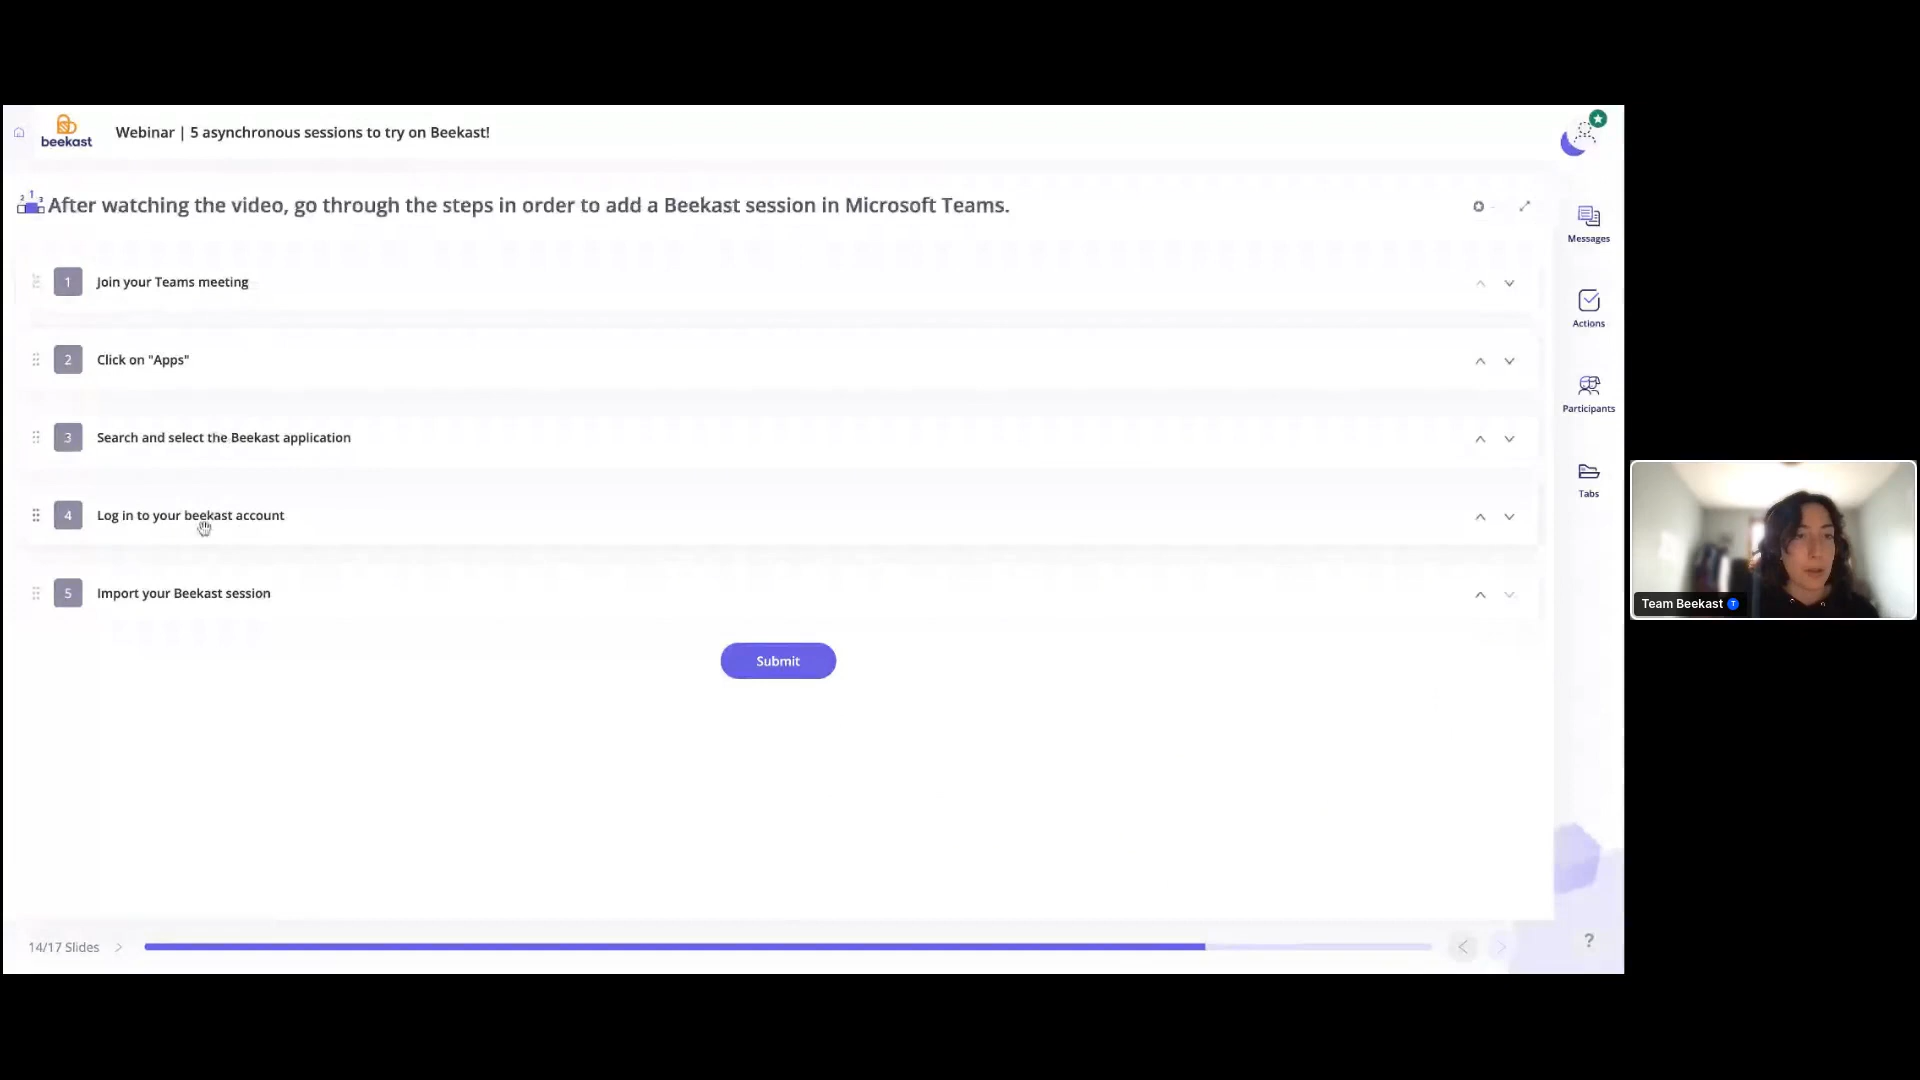 beekast
Webinar | 5 asynchronous sessions to try on Beekast!
2 1 3
After watching the video, go through the steps in order to add a Beekast session in Microsoft Teams.
1 Join your Teams meeting
2 Click on "Apps"
3 Search and select the Beekast application
4 Log in to your beekast account
5 Import your Beekast session
Submit
Messages
Actions
Participants
Tabs
Team Beekast T
14/17 Slides
?